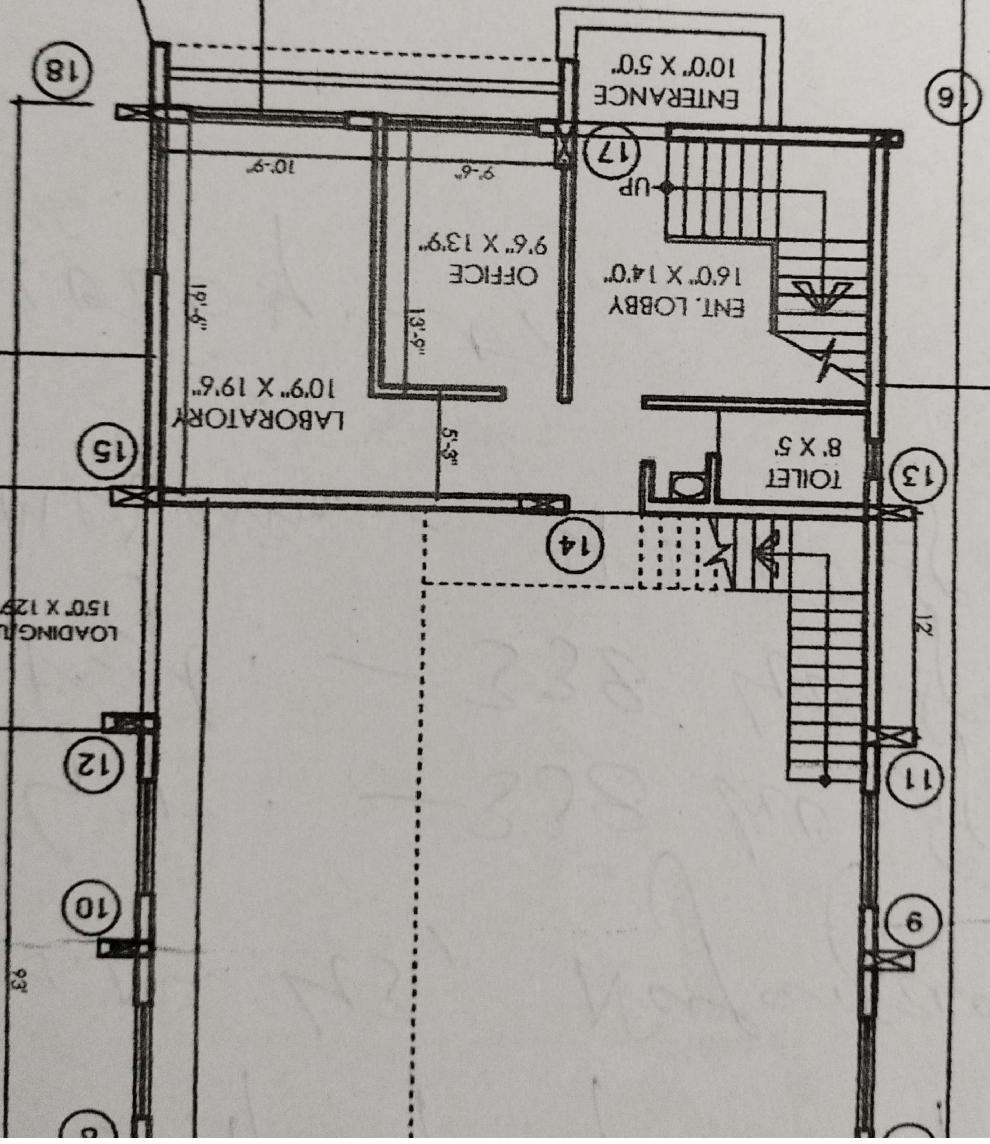 93'
9
10
11
12
12'
LOADING/U
15'0" X 12'9
14
13
TOILET
8' X 5'
15
5'-3"
LABORATORY
10'9" X 19'6"
13'-9"
19'-6"
ENT. LOBBY
16'0" X 14'0"
OFFICE
9'6" X 13'9"
UP
9'-6"
10'-9"
17
16
ENTERANCE
10'0" X 5'0"
18